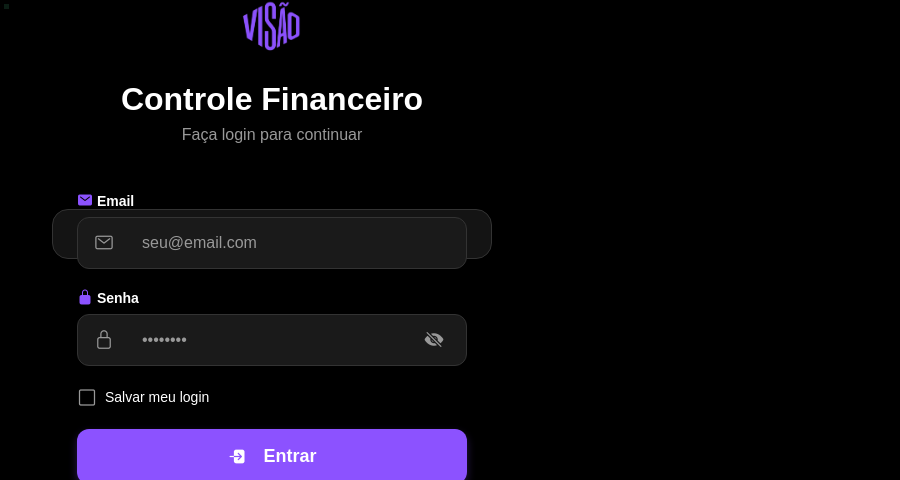 VISÃO
Controle Financeiro
Faça login para continuar
Email
seu@email.com
Senha
••••••••
Salvar meu login
Entrar